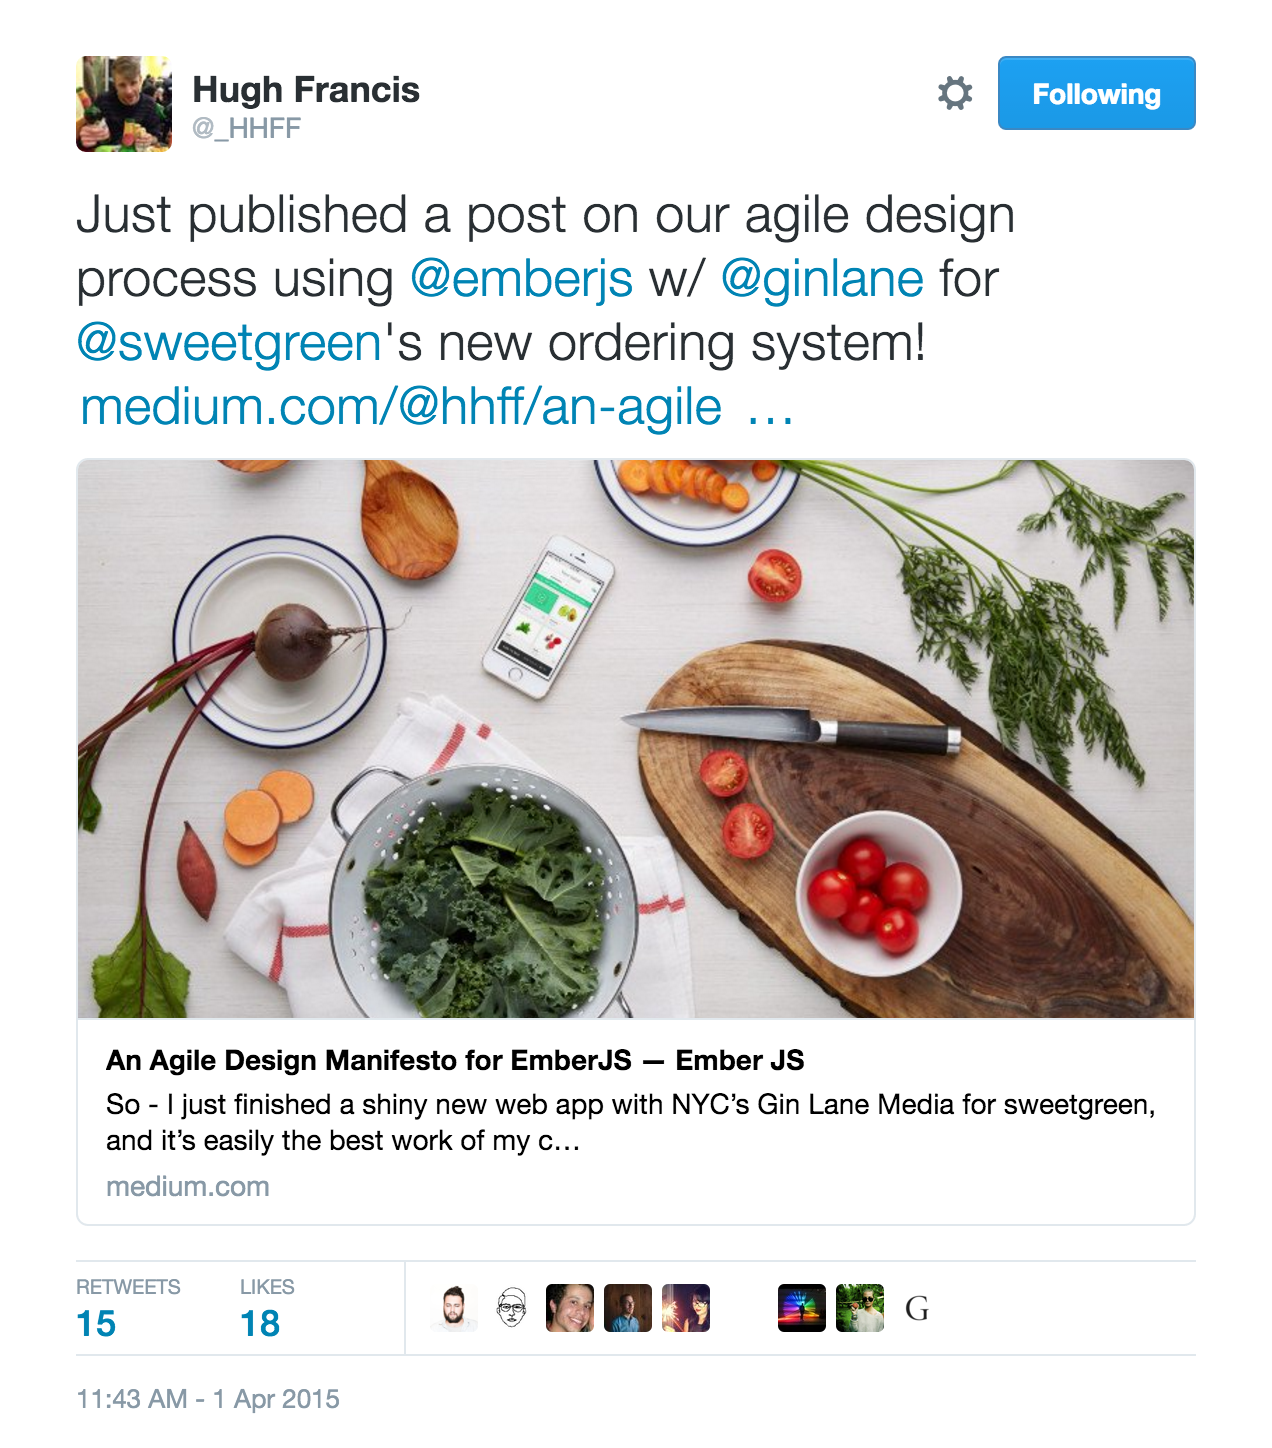 Hugh Francis
@_HHFF
Following
Just published a post on our agile design
process using @emberjs w/ @ginlane for
@sweetgreen's new ordering system!
medium.com/@hhff/an-agile …
An Agile Design Manifesto for EmberJS — Ember JS
So - I just finished a shiny new web app with NYC’s Gin Lane Media for sweetgreen,
and it’s easily the best work of my c…
medium.com
RETWEETS
15
LIKES
18
G
11:43 AM - 1 Apr 2015